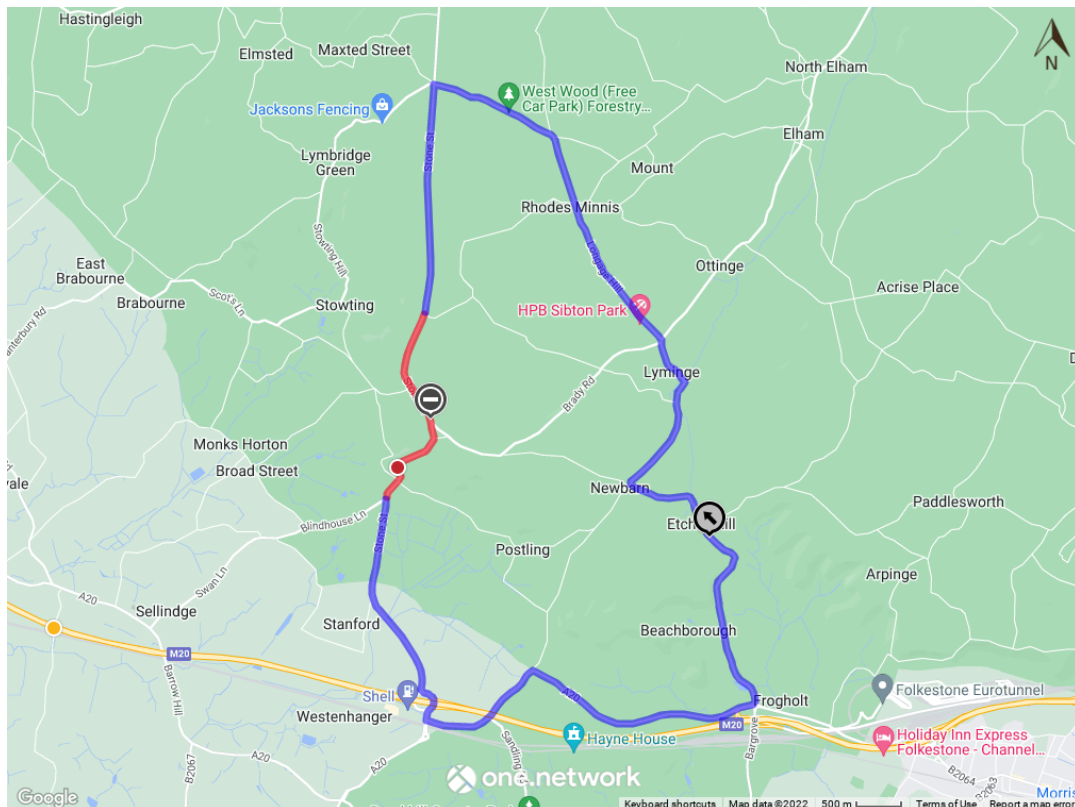 Hastingleigh
Maxted Street
Elmsted
N
North Elham
West Wood (Free
Car Park) Forestry...
Jacksons Fencing
Elham
Stone St
Lymbridge
Green
Mount
Rhodes Minnis
Stowting Hill
Longage Hill
Ottinge
East
Brabourne
Brabourne
Scot's Ln
Stowting
Acrise Place
HPB Sibton Park
Canterbury Rd
Lyminge
Brady Rd
Monks Horton
Broad Street
Newbarn
Paddlesworth
Blindhouse Ln
Stone St
Postling
Swan Ln
Arpinge
A20
Sellindge
Stanford
Beachborough
M20
Barrow Hill
Shell
Westenhanger
A20
Frogholt
Folkestone Eurotunnel
M20
Bargrove
Sandling
Hayne House
Holiday Inn Express
Folkestone - Channel...
B2067
B2064
B2063
one.network
Morris
Google
Keyboard shortcuts
Map data ©2022
500 m
Terms of Use
Report a map error